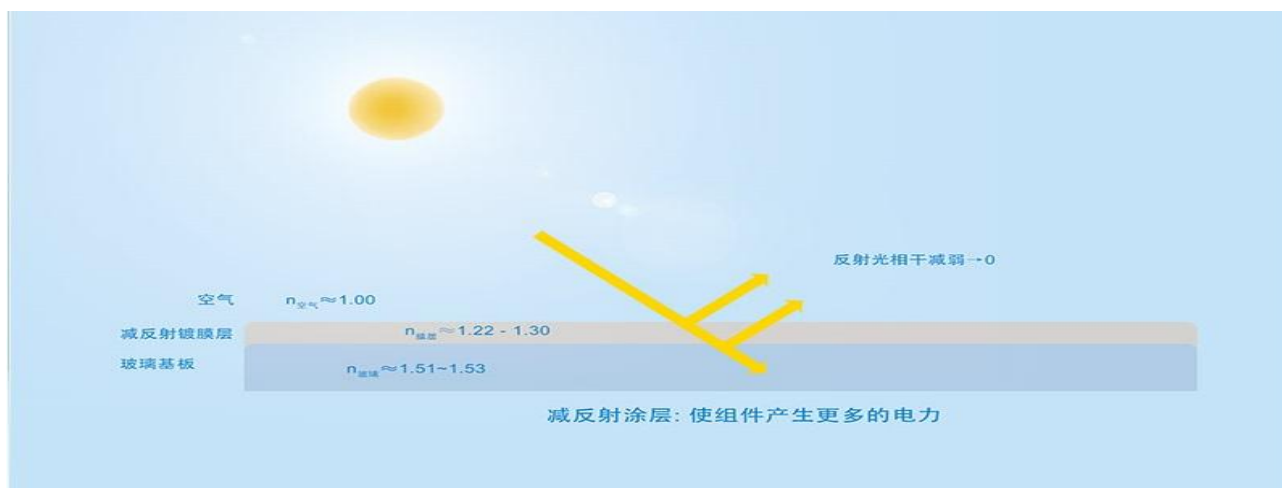 反射光相干减弱→0
空气 n空气≈1.00
减反射镀膜层 n膜层≈1.22 - 1.30
玻璃基板 n玻璃≈1.51~1.53
减反射涂层: 使组件产生更多的电力